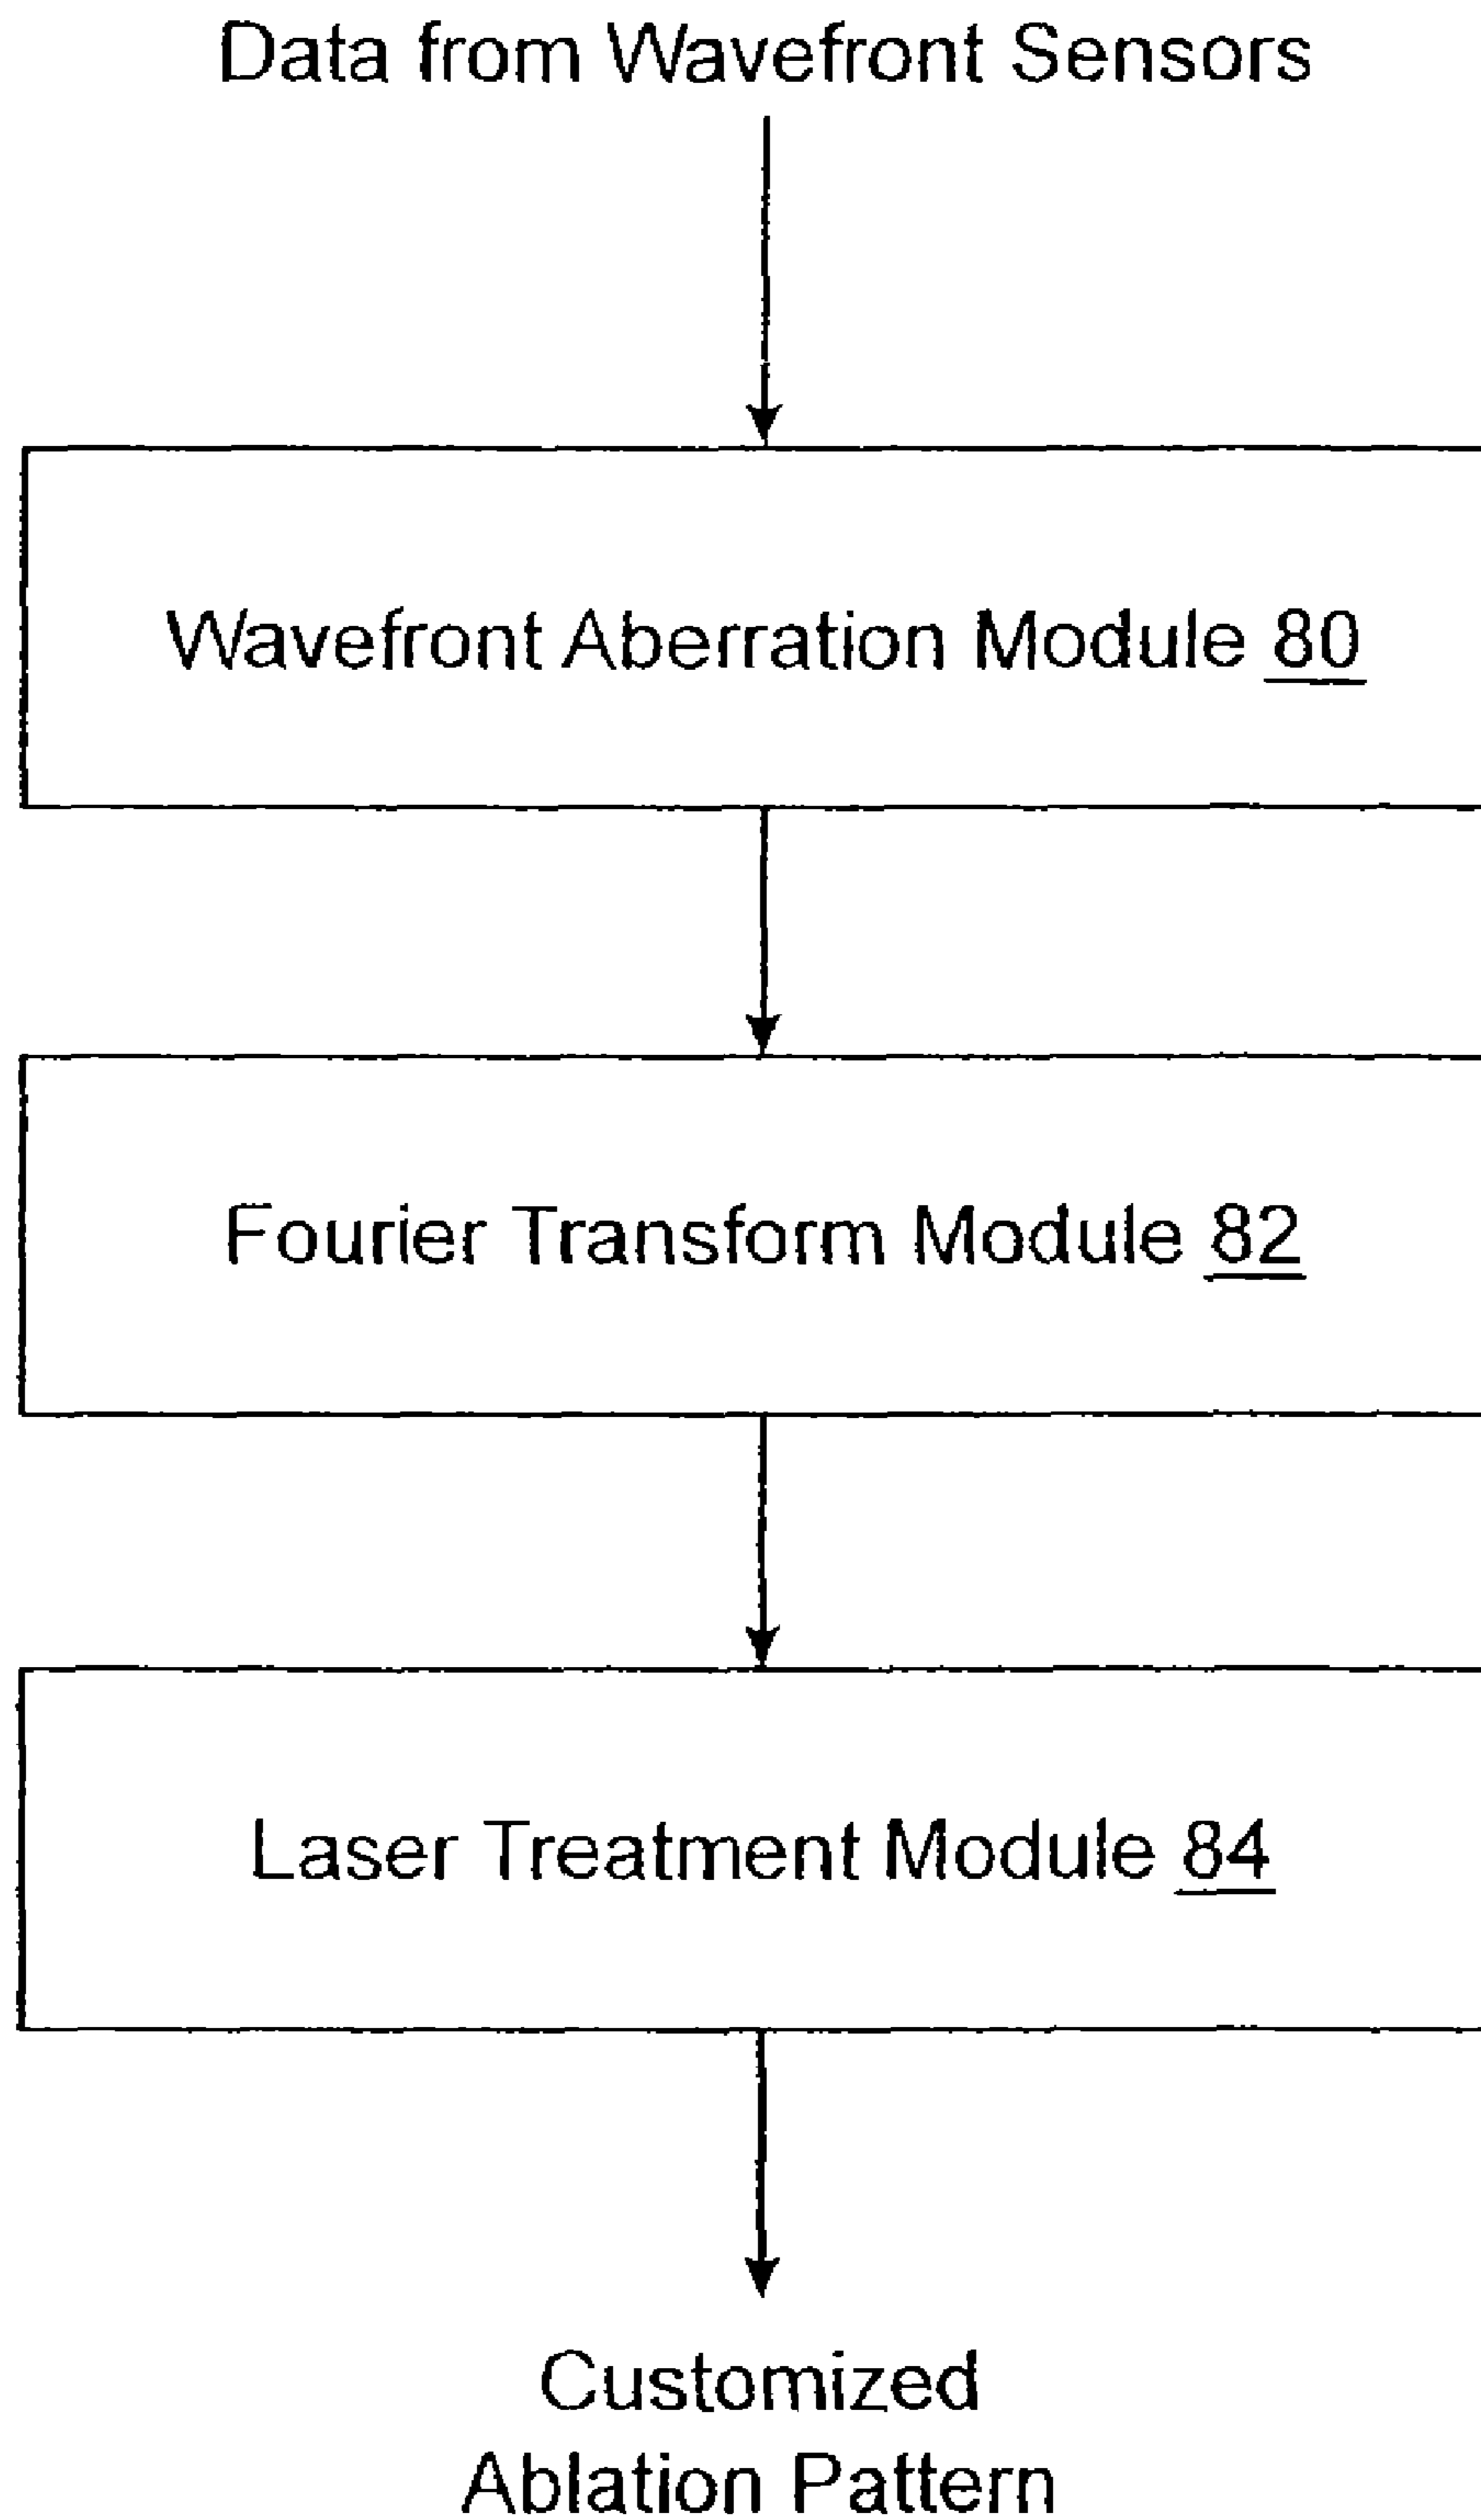 Data from Wavefront Sensors
Wavefront Aberration Module 80
Fourier Transform Module 82
Laser Treatment Module 84
Customized
Ablation Pattern